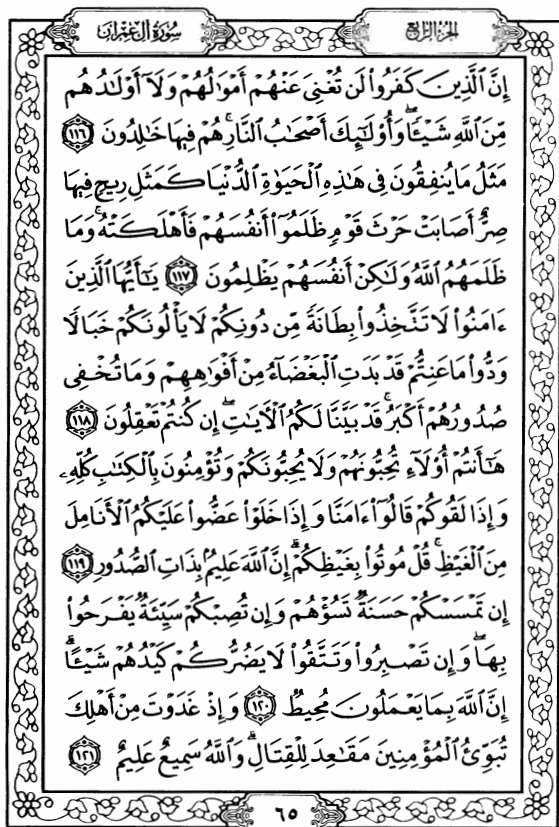 الجزء الرابع
سورة آل عمران
إِنَّ ٱلَّذِينَ كَفَرُوا۟ لَن تُغْنِىَ عَنْهُمْ أَمْوَٰلُهُمْ وَلَآ أَوْلَٰدُهُم
مِّنَ ٱللَّهِ شَيْـًٔا ۖ وَأُو۟لَٰٓئِكَ أَصْحَٰبُ ٱلنَّارِ ۚ هُمْ فِيهَا خَٰلِدُونَ ١١٦
مَثَلُ مَا يُنفِقُونَ فِى هَٰذِهِ ٱلْحَيَوٰةِ ٱلدُّنْيَا كَمَثَلِ رِيحٍ فِيهَا
صِرٌّ أَصَابَتْ حَرْثَ قَوْمٍ ظَلَمُوٓا۟ أَنفُسَهُمْ فَأَهْلَكَتْهُ ۚ وَمَا
ظَلَمَهُمُ ٱللَّهُ وَلَٰكِنْ أَنفُسَهُمْ يَظْلِمُونَ ١١٧ يَٰٓأَيُّهَا ٱلَّذِينَ
ءَامَنُوا۟ لَا تَتَّخِذُوا۟ بِطَانَةً مِّن دُونِكُمْ لَا يَأْلُونَكُمْ خَبَالًا
وَدُّوا۟ مَا عَنِتُّمْ قَدْ بَدَتِ ٱلْبَغْضَآءُ مِنْ أَفْوَٰهِهِمْ وَمَا تُخْفِى
صُدُورُهُمْ أَكْبَرُ ۚ قَدْ بَيَّنَّا لَكُمُ ٱلْءَايَٰتِ ۖ إِن كُنتُمْ تَعْقِلُونَ ١١٨
هَٰٓأَنتُمْ أُو۟لَآءِ تُحِبُّونَهُمْ وَلَا يُحِبُّونَكُمْ وَتُؤْمِنُونَ بِٱلْكِتَٰبِ كُلِّهِۦ
وَإِذَا لَقُوكُمْ قَالُوٓا۟ ءَامَنَّا وَإِذَا خَلَوْا۟ عَضُّوا۟ عَلَيْكُمُ ٱلْأَنَامِلَ
مِنَ ٱلْغَيْظِ ۚ قُلْ مُوتُوا۟ بِغَيْظِكُمْ ۗ إِنَّ ٱللَّهَ عَلِيمٌۢ بِذَاتِ ٱلصُّدُورِ ١١٩
إِن تَمْسَسْكُمْ حَسَنَةٌ تَسُؤْهُمْ وَإِن تُصِبْكُمْ سَيِّئَةٌ يَفْرَحُوا۟
بِهَا ۖ وَإِن تَصْبِرُوا۟ وَتَتَّقُوا۟ لَا يَضُرُّكُمْ كَيْدُهُمْ شَيْـًٔا ۗ
إِنَّ ٱللَّهَ بِمَا يَعْمَلُونَ مُحِيطٌ ١٢٠ وَإِذْ غَدَوْتَ مِنْ أَهْلِكَ
تُبَوِّئُ ٱلْمُؤْمِنِينَ مَقَٰعِدَ لِلْقِتَالِ ۗ وَٱللَّهُ سَمِيعٌ عَلِيمٌ ١٢١
٦٥